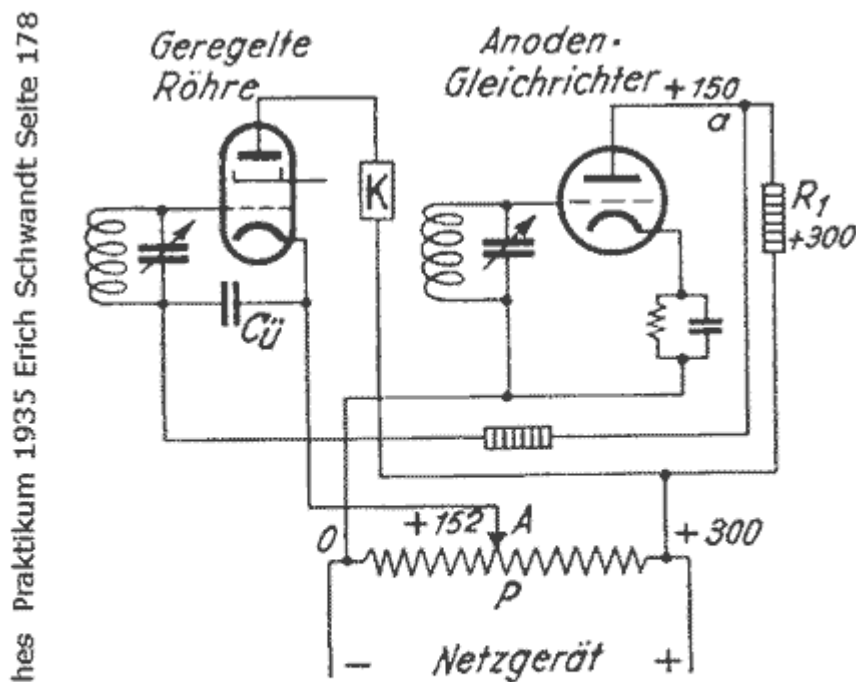 hes Praktikum 1935 Erich Schwandt Seite 178
Geregelte
Röhre
Anoden-
Gleichrichter
+150
a
K
R1
+300
Cü
0
+152
A
+300
P
- Netzgerät +